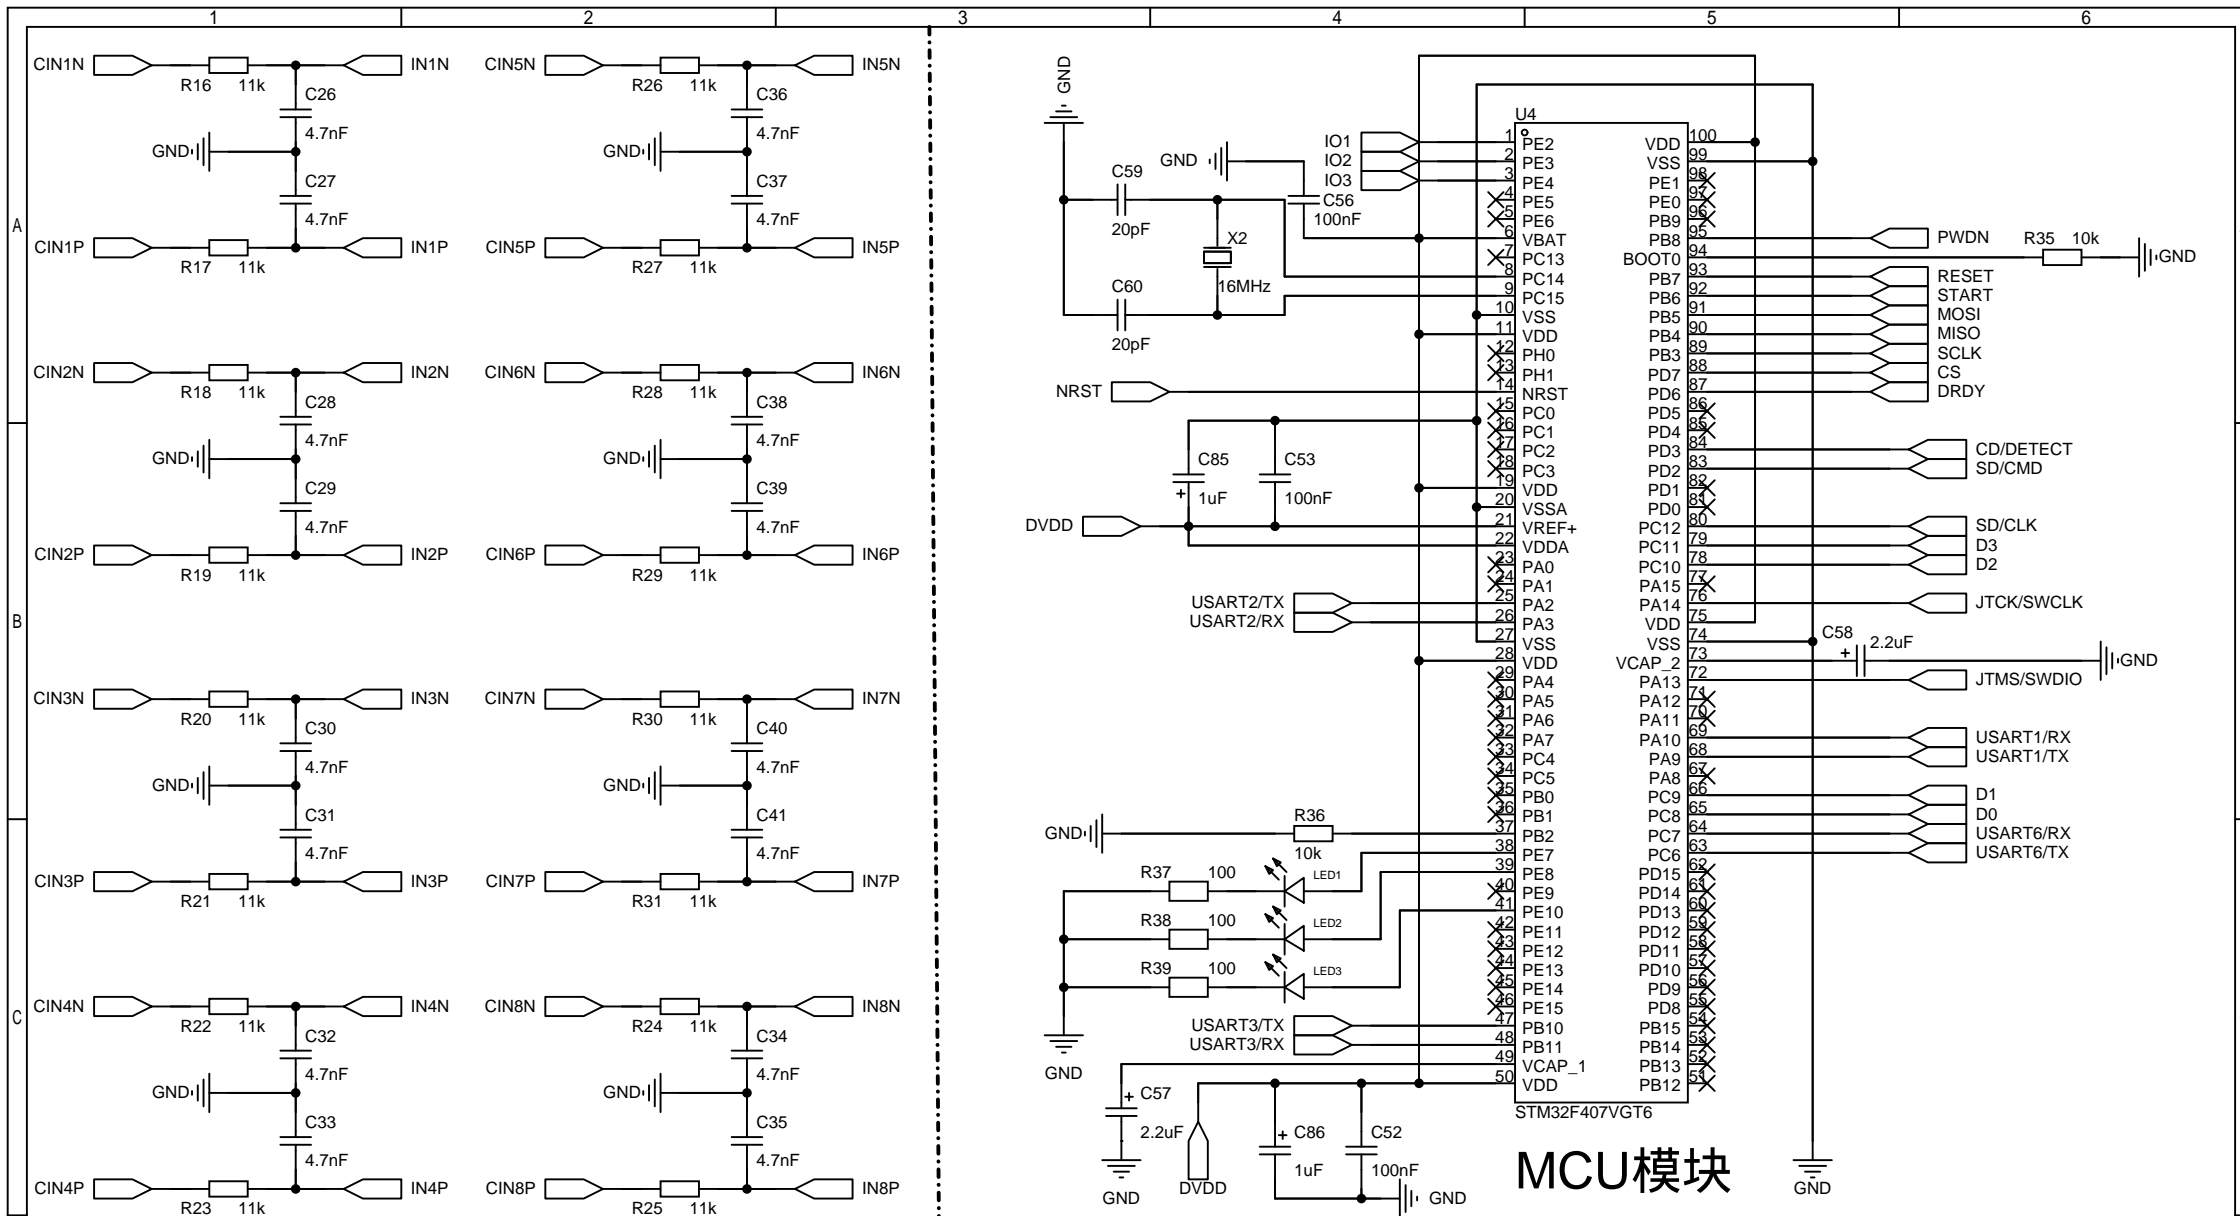 1 2 3 4 5 6
A
B
C
CIN1N R16 11k IN1N
C26 4.7nF
GND
C27 4.7nF
CIN1P R17 11k IN1P
CIN2N R18 11k IN2N
C28 4.7nF
GND
C29 4.7nF
CIN2P R19 11k IN2P
CIN3N R20 11k IN3N
C30 4.7nF
GND
C31 4.7nF
CIN3P R21 11k IN3P
CIN4N R22 11k IN4N
C32 4.7nF
GND
C33 4.7nF
CIN4P R23 11k IN4P
CIN5N R26 11k IN5N
C36 4.7nF
GND
C37 4.7nF
CIN5P R27 11k IN5P
CIN6N R28 11k IN6N
C38 4.7nF
GND
C39 4.7nF
CIN6P R29 11k IN6P
CIN7N R30 11k IN7N
C40 4.7nF
GND
C41 4.7nF
CIN7P R31 11k IN7P
CIN8N R24 11k IN8N
C34 4.7nF
GND
C35 4.7nF
CIN8P R25 11k IN8P
GND
GND
C59
20pF
C60
20pF
X2
16MHz
C56
100nF
IO1
IO2
IO3
NRST
C85
1uF
+
C53
100nF
DVDD
USART2/TX
USART2/RX
GND
R36
10k
R37 100 LED1
R38 100 LED2
R39 100 LED3
GND
USART3/TX
USART3/RX
+ C57
2.2uF
GND
DVDD
+ C86
1uF
C52
100nF
GND
U4
1 PE2
2 PE3
3 PE4
4 PE5
5 PE6
6 VBAT
7 PC13
8 PC14
9 PC15
10 VSS
11 VDD
12 PH0
13 PH1
14 NRST
15 PC0
16 PC1
17 PC2
18 PC3
19 VDD
20 VSSA
21 VREF+
22 VDDA
23 PA0
24 PA1
25 PA2
26 PA3
27 VSS
28 VDD
29 PA4
30 PA5
31 PA6
32 PA7
33 PC4
34 PC5
35 PB0
36 PB1
37 PB2
38 PE7
39 PE8
40 PE9
41 PE10
42 PE11
43 PE12
44 PE13
45 PE14
46 PE15
47 PB10
48 PB11
49 VCAP_1
50 VDD
VDD 100
VSS 99
PE1 98
PE0 97
PB9 96
PB8 95 PWDN
BOOT0 94 R35 10k GND
PB7 93 RESET
PB6 92 START
PB5 91 MOSI
PB4 90 MISO
PB3 89 SCLK
PD7 88 CS
PD6 87 DRDY
PD5 86
PD4 85
PD3 84 CD/DETECT
PD2 83 SD/CMD
PD1 82
PD0 81
PC12 80 SD/CLK
PC11 79 D3
PC10 78 D2
PA15 77
PA14 76 JTCK/SWCLK
VDD 75
VSS 74
VCAP_2 73 C58 + 2.2uF GND
PA13 72 JTMS/SWDIO
PA12 71
PA11 70
PA10 69 USART1/RX
PA9 68 USART1/TX
PA8 67
PC9 66 D1
PC8 65 D0
PC7 64 USART6/RX
PC6 63 USART6/TX
PD15 62
PD14 61
PD13 60
PD12 59
PD11 58
PD10 57
PD9 56
PD8 55
PB15 54
PB14 53
PB13 52
PB12 51
STM32F407VGT6
MCU模块
GND